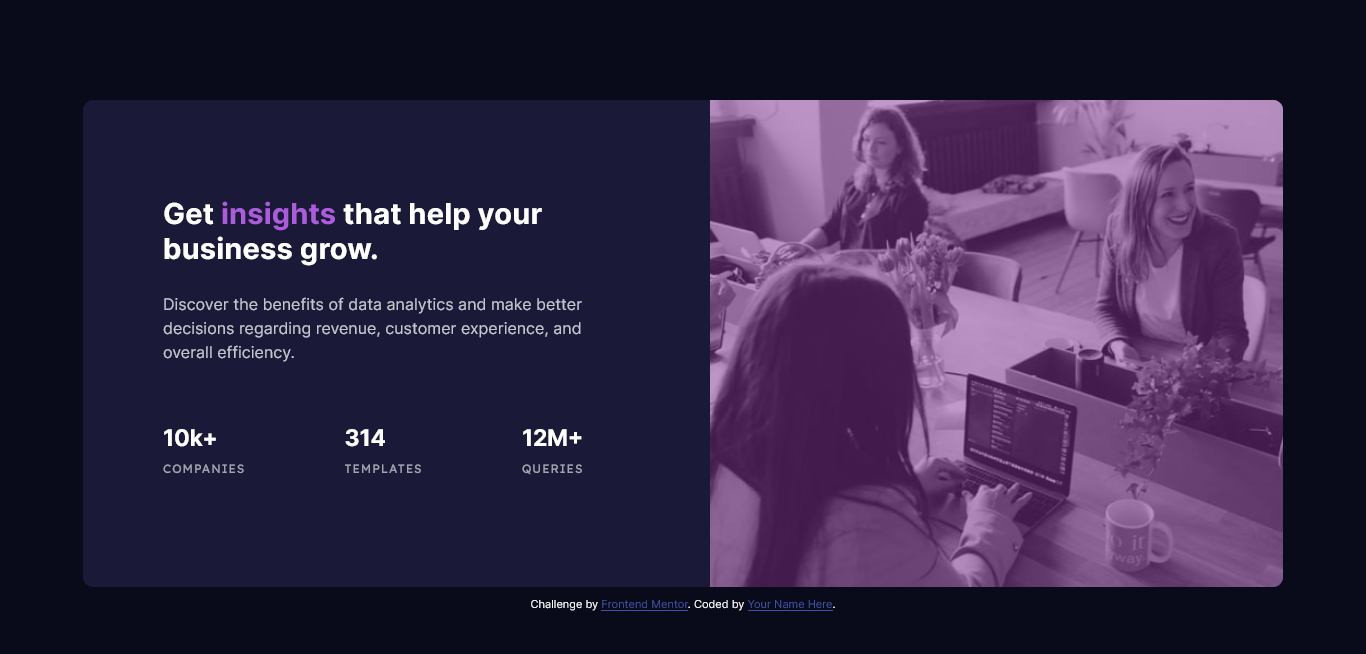 Get insights that help your
business grow.
Discover the benefits of data analytics and make better
decisions regarding revenue, customer experience, and
overall efficiency.
10k+ 314 12M+
COMPANIES TEMPLATES QUERIES
Challenge by Frontend Mentor. Coded by Your Name Here.